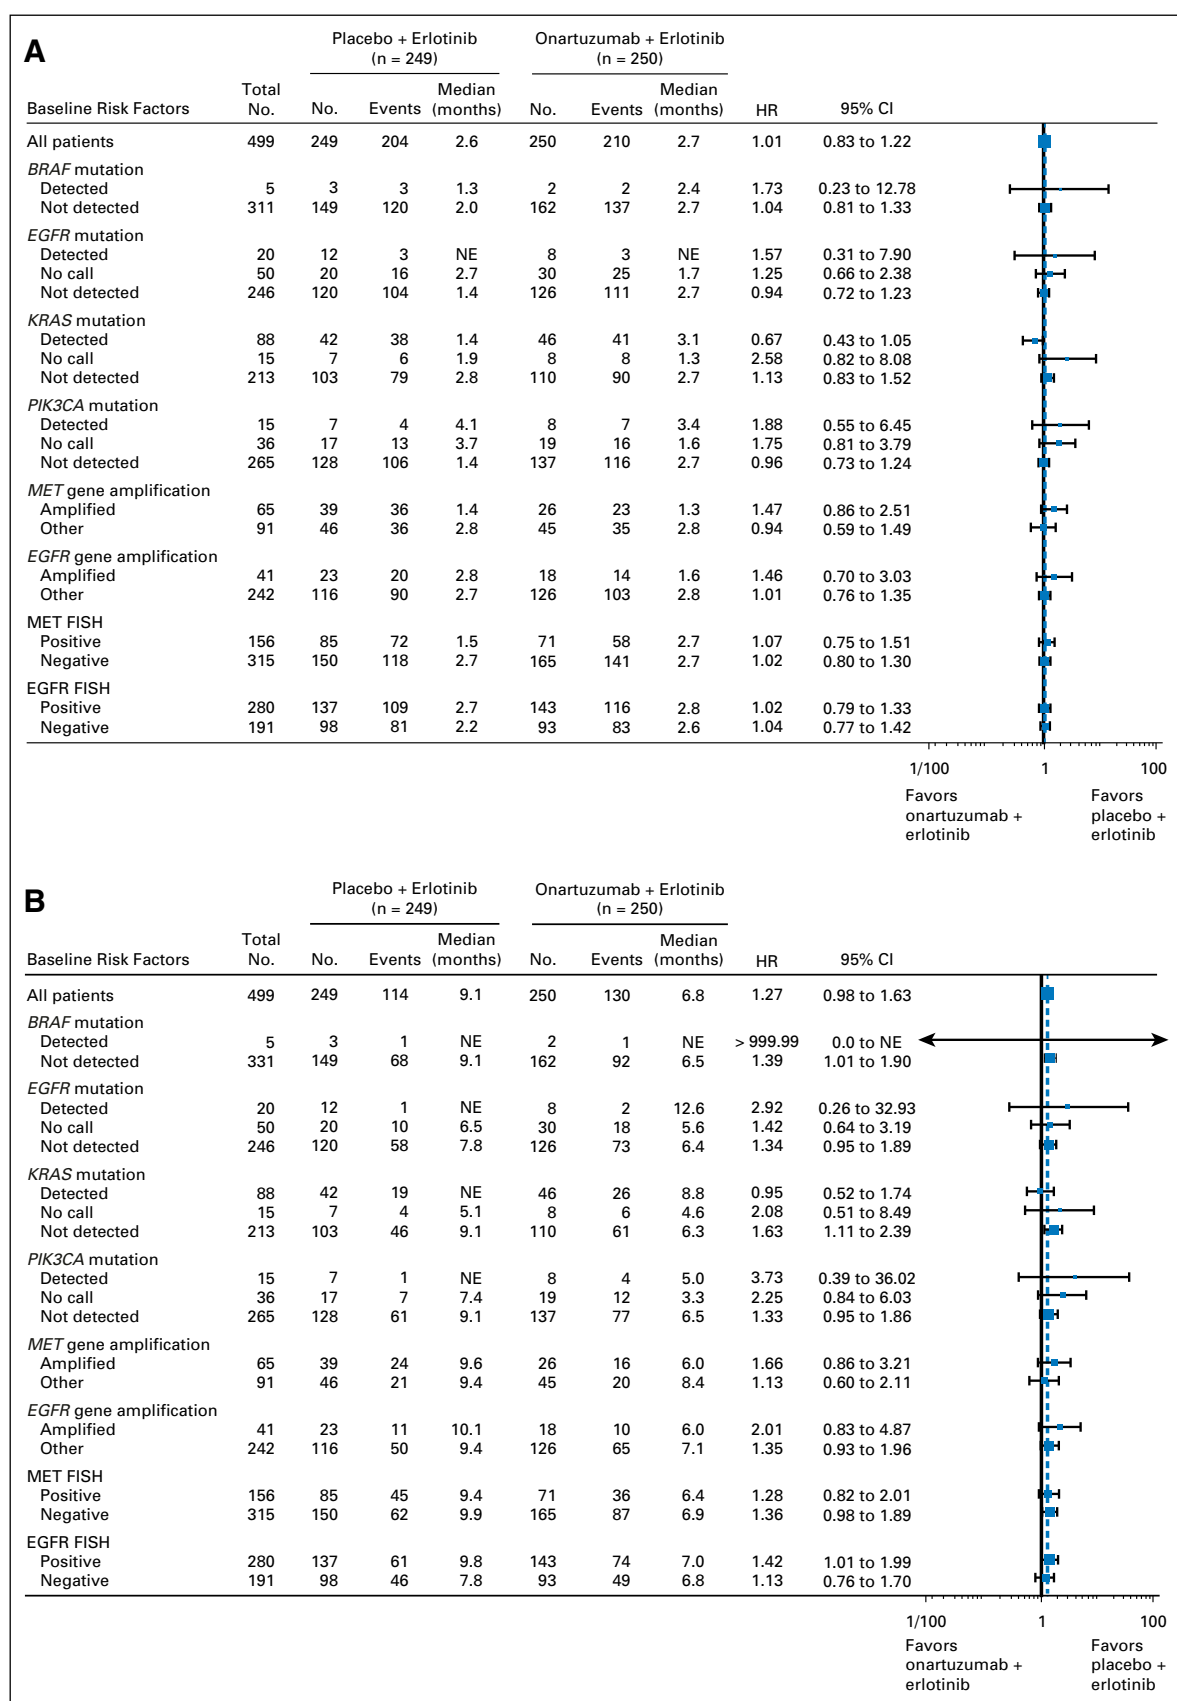 A
Placebo + Erlotinib Onartuzumab + Erlotinib
(n = 249) (n = 250)
Total Median Median
Baseline Risk Factors No. No. Events (months) No. Events (months) HR 95% CI
All patients 499 249 204 2.6 250 210 2.7 1.01 0.83 to 1.22
BRAF mutation
Detected 5 3 3 1.3 2 2 2.4 1.73 0.23 to 12.78
Not detected 311 149 120 2.0 162 137 2.7 1.04 0.81 to 1.33
EGFR mutation
Detected 20 12 3 NE 8 3 NE 1.57 0.31 to 7.90
No call 50 20 16 2.7 30 25 1.7 1.25 0.66 to 2.38
Not detected 246 120 104 1.4 126 111 2.7 0.94 0.72 to 1.23
KRAS mutation
Detected 88 42 38 1.4 46 41 3.1 0.67 0.43 to 1.05
No call 15 7 6 1.9 8 8 1.3 2.58 0.82 to 8.08
Not detected 213 103 79 2.8 110 90 2.7 1.13 0.83 to 1.52
PIK3CA mutation
Detected 15 7 4 4.1 8 7 3.4 1.88 0.55 to 6.45
No call 36 17 13 3.7 19 16 1.6 1.75 0.81 to 3.79
Not detected 265 128 106 1.4 137 116 2.7 0.96 0.73 to 1.24
MET gene amplification
Amplified 65 39 36 1.4 26 23 1.3 1.47 0.86 to 2.51
Other 91 46 36 2.8 45 35 2.8 0.94 0.59 to 1.49
EGFR gene amplification
Amplified 41 23 20 2.8 18 14 1.6 1.46 0.70 to 3.03
Other 242 116 90 2.7 126 103 2.8 1.01 0.76 to 1.35
MET FISH
Positive 156 85 72 1.5 71 58 2.7 1.07 0.75 to 1.51
Negative 315 150 118 2.7 165 141 2.7 1.02 0.80 to 1.30
EGFR FISH
Positive 280 137 109 2.7 143 116 2.8 1.02 0.79 to 1.33
Negative 191 98 81 2.2 93 83 2.6 1.04 0.77 to 1.42
1/100 1 100
Favors Favors
onartuzumab + placebo +
erlotinib erlotinib
B
Placebo + Erlotinib Onartuzumab + Erlotinib
(n = 249) (n = 250)
Total Median Median
Baseline Risk Factors No. No. Events (months) No. Events (months) HR 95% CI
All patients 499 249 114 9.1 250 130 6.8 1.27 0.98 to 1.63
BRAF mutation
Detected 5 3 1 NE 2 1 NE > 999.99 0.0 to NE
Not detected 331 149 68 9.1 162 92 6.5 1.39 1.01 to 1.90
EGFR mutation
Detected 20 12 1 NE 8 2 12.6 2.92 0.26 to 32.93
No call 50 20 10 6.5 30 18 5.6 1.42 0.64 to 3.19
Not detected 246 120 58 7.8 126 73 6.4 1.34 0.95 to 1.89
KRAS mutation
Detected 88 42 19 NE 46 26 8.8 0.95 0.52 to 1.74
No call 15 7 4 5.1 8 6 4.6 2.08 0.51 to 8.49
Not detected 213 103 46 9.1 110 61 6.3 1.63 1.11 to 2.39
PIK3CA mutation
Detected 15 7 1 NE 8 4 5.0 3.73 0.39 to 36.02
No call 36 17 7 7.4 19 12 3.3 2.25 0.84 to 6.03
Not detected 265 128 61 9.1 137 77 6.5 1.33 0.95 to 1.86
MET gene amplification
Amplified 65 39 24 9.6 26 16 6.0 1.66 0.86 to 3.21
Other 91 46 21 9.4 45 20 8.4 1.13 0.60 to 2.11
EGFR gene amplification
Amplified 41 23 11 10.1 18 10 6.0 2.01 0.83 to 4.87
Other 242 116 50 9.4 126 65 7.1 1.35 0.93 to 1.96
MET FISH
Positive 156 85 45 9.4 71 36 6.4 1.28 0.82 to 2.01
Negative 315 150 62 9.9 165 87 6.9 1.36 0.98 to 1.89
EGFR FISH
Positive 280 137 61 9.8 143 74 7.0 1.42 1.01 to 1.99
Negative 191 98 46 7.8 93 49 6.8 1.13 0.76 to 1.70
1/100 1 100
Favors Favors
onartuzumab + placebo +
erlotinib erlotinib